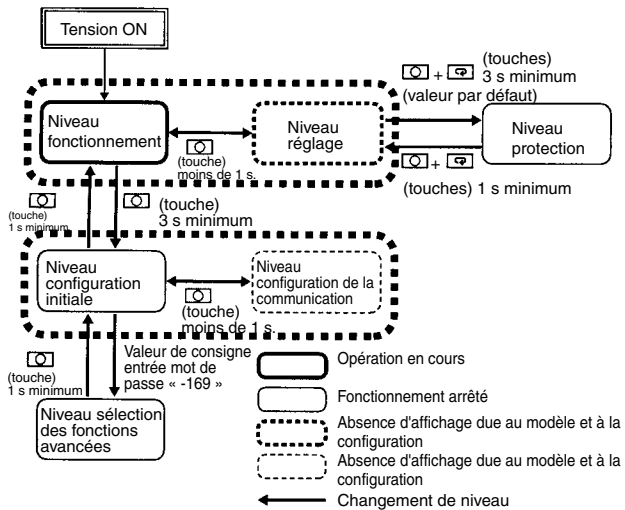 Tension ON
Niveau
fonctionnement
(touche)
moins de 1 s.
Niveau
réglage
+
(touches)
3 s minimum
(valeur par défaut)
+
(touches) 1 s minimum
Niveau
protection
(touche)
1 s minimum
(touche)
3 s minimum
Niveau
configuration
initiale
(touche)
moins de 1 s.
Niveau
configuration de la
communication
(touche)
1 s minimum
Valeur de consigne
entrée mot de
passe « -169 »
Niveau sélection
des fonctions
avancées
Opération en cours
Fonctionnement arrêté
Absence d'affichage due au modèle et à la
configuration
Absence d'affichage due au modèle et à la
configuration
Changement de niveau